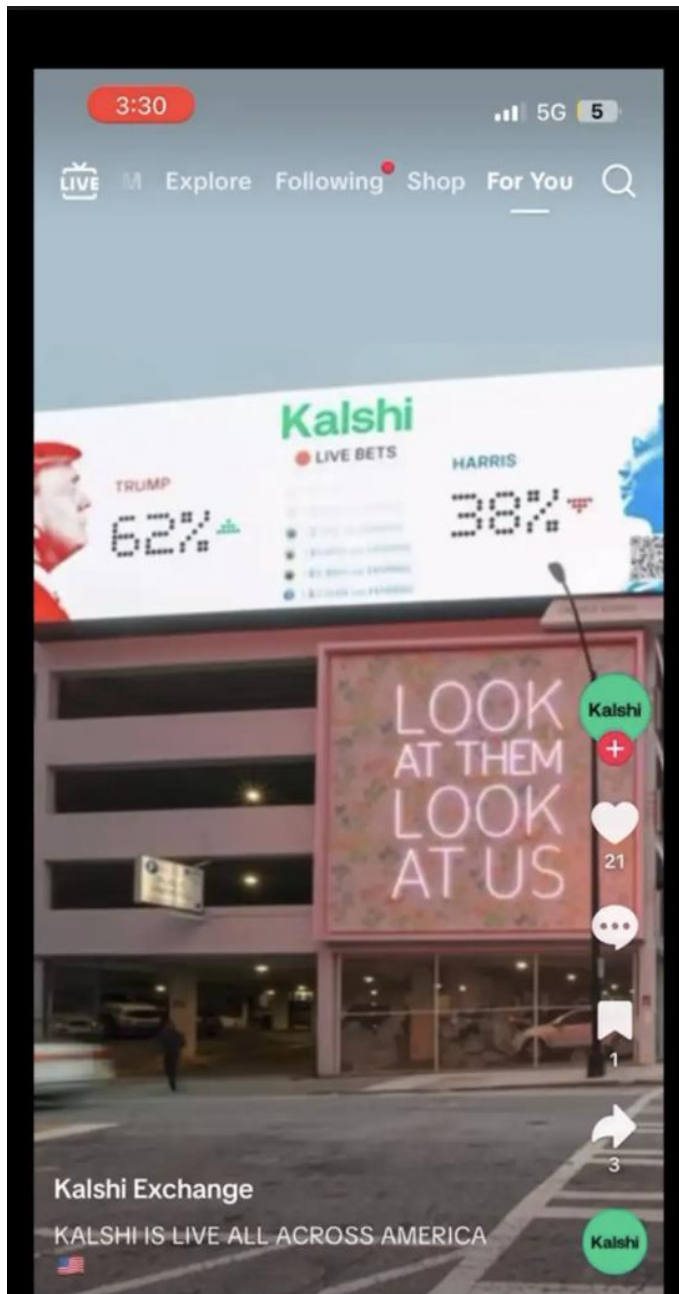 3:30
5G 5
LIVE Explore Following Shop For You
Kalshi
LIVE BETS
TRUMP
HARRIS
62%
38%
LOOK
AT THEM
LOOK
AT US
Kalshi
21
1
3
Kalshi Exchange
KALSHI IS LIVE ALL ACROSS AMERICA
🇺🇸
Kalshi